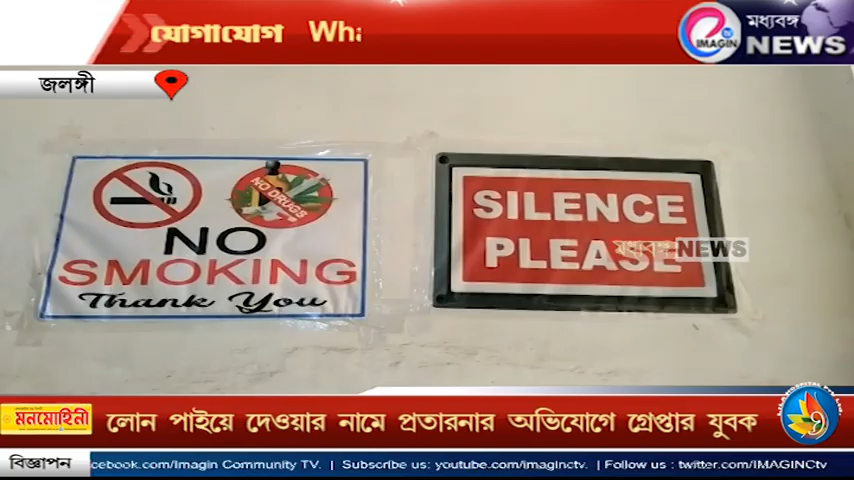 যোগাযোগ Wha
e tv
IMAGIN
মধ্যবঙ্গ
NEWS
জলঙ্গী
NO DRUGS
NO
SMOKING
Thank You
SILENCE
PLEASE
মধ্যবঙ্গ NEWS
মনমোহিনী
লোন পাইয়ে দেওয়ার নামে প্রতারনার অভিযোগে গ্রেপ্তার যুবক
বিজ্ঞাপন
cebook.com/Imagin Community TV. | Subscribe us: youtube.com/imaginctv. | Follow us : twitter.com/IMAGINCtv